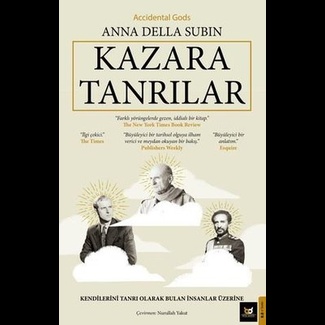 Accidental Gods
ANNA DELLA SUBIN
KAZARA
TANRILAR
"Farklı yörüngelerde gezen, iddialı bir kitap."
The New York Times Book Review
"İlgi çekici."
The Times
"Büyüleyici bir tarihsel olguya ilham
verici ve meydan okuyan bir bakış."
Publishers Weekly
"Büyüleyici bir
anlatım."
Esquire
KENDİLERİNİ TANRI OLARAK BULAN İNSANLAR ÜZERİNE
Çevirmen: Nurullah Yakut